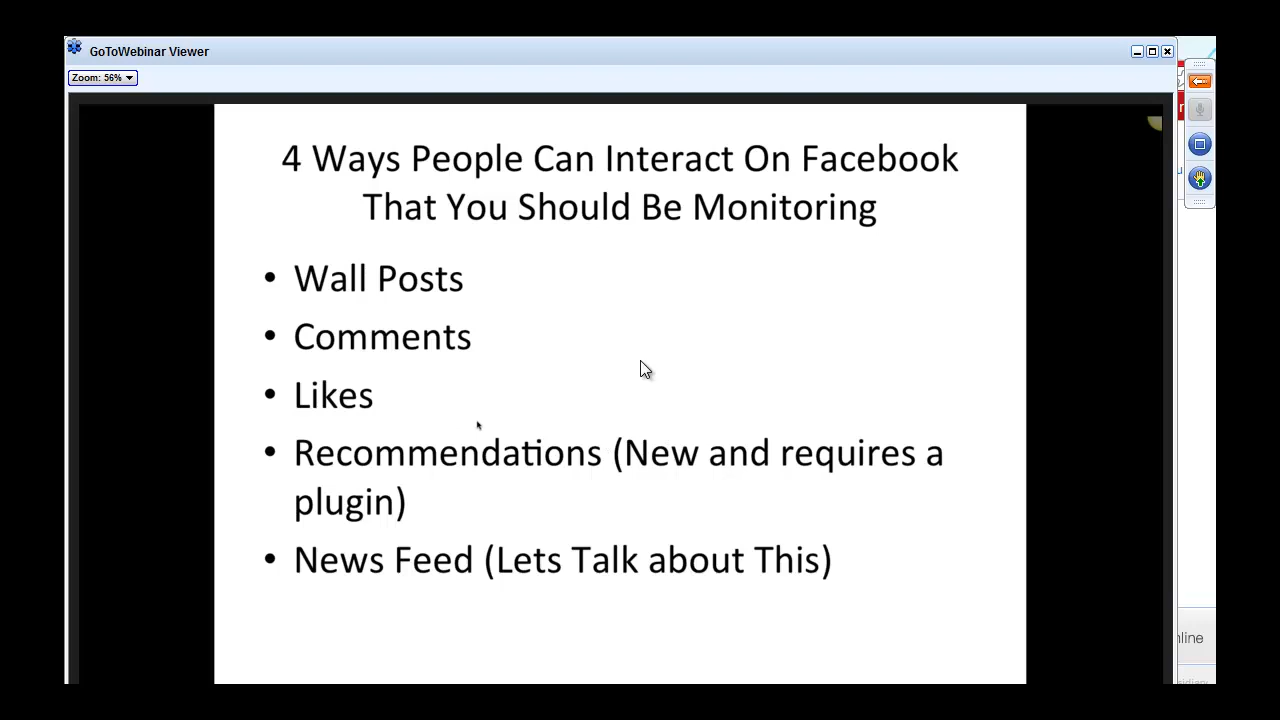 GoToWebinar Viewer
Zoom: 56%
4 Ways People Can Interact On Facebook
That You Should Be Monitoring
• Wall Posts
• Comments
• Likes
• Recommendations (New and requires a
plugin)
• News Feed (Lets Talk about This)
nline